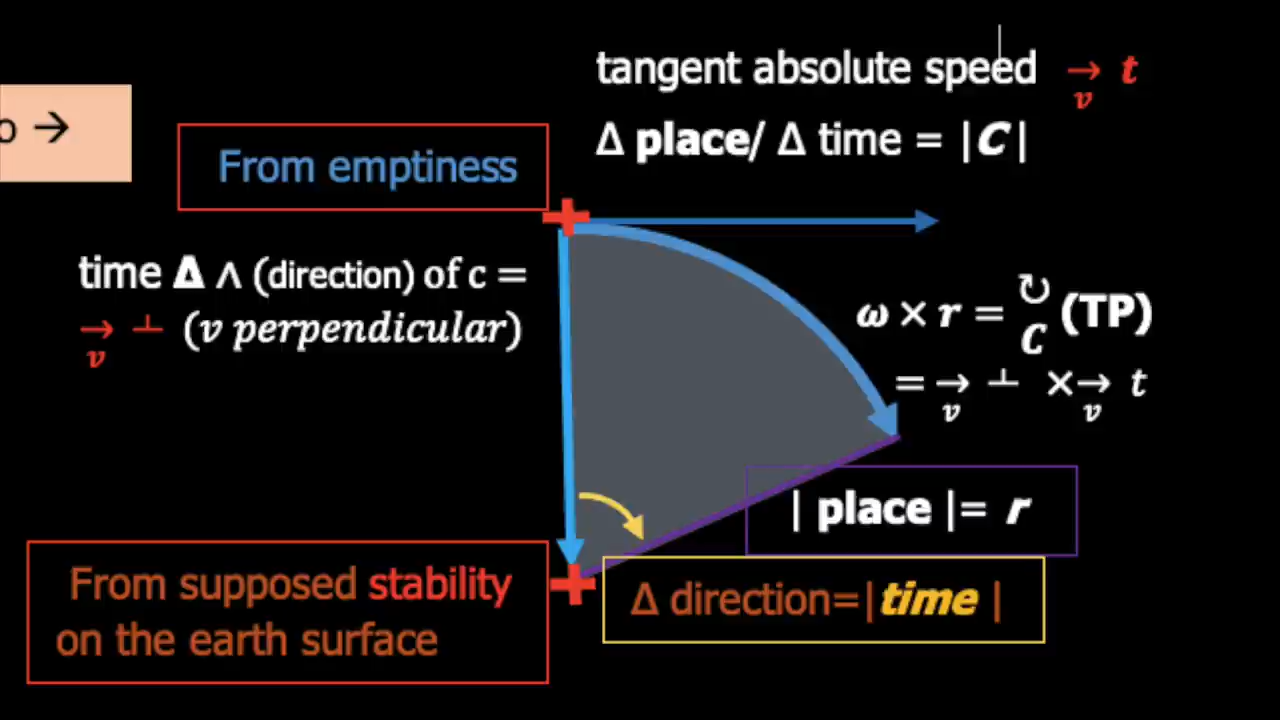 tangent absolute speed → v t
o →
Δ place/ Δ time = |C|
From emptiness
time Δ ∧ (direction) of c =
→ v ⊥ (v perpendicular)
ω × r = ↻ C (TP)
= → v ⊥ ×→ v t
| place |= r
From supposed stability
on the earth surface
Δ direction=|time |